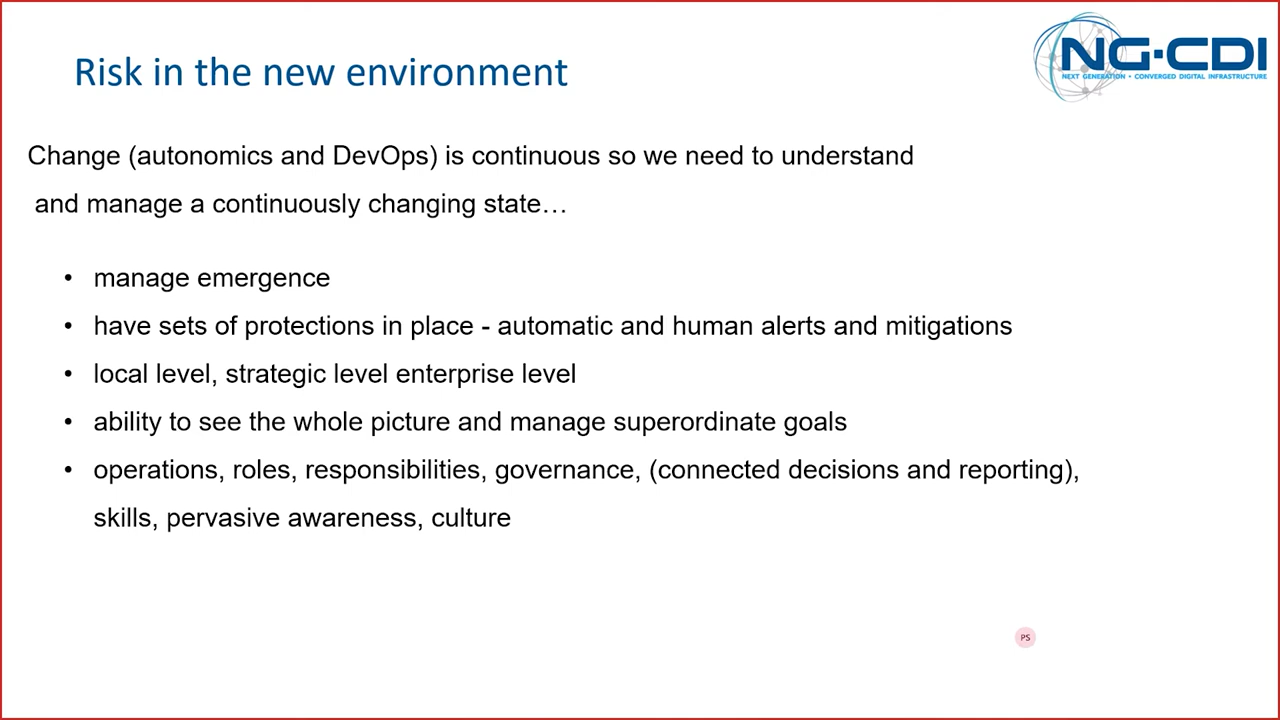 Risk in the new environment
NG·CDI
NEXT GENERATION • CONVERGED DIGITAL INFRASTRUCTURE
Change (autonomics and DevOps) is continuous so we need to understand
and manage a continuously changing state…
• manage emergence
• have sets of protections in place - automatic and human alerts and mitigations
• local level, strategic level enterprise level
• ability to see the whole picture and manage superordinate goals
• operations, roles, responsibilities, governance, (connected decisions and reporting),
skills, pervasive awareness, culture
PS